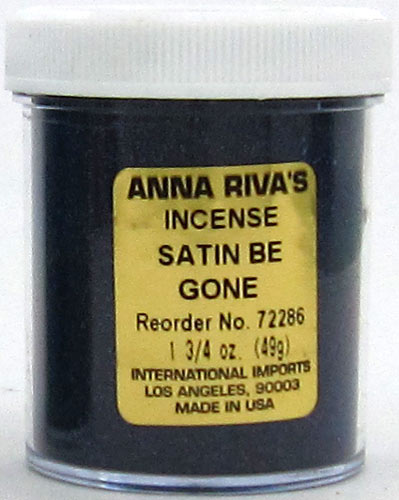 ANNA RIVA'S
INCENSE
SATIN BE
GONE
Reorder No. 72286
1 3/4 oz. (49g)
INTERNATIONAL IMPORTS
LOS ANGELES, 90003
MADE IN USA